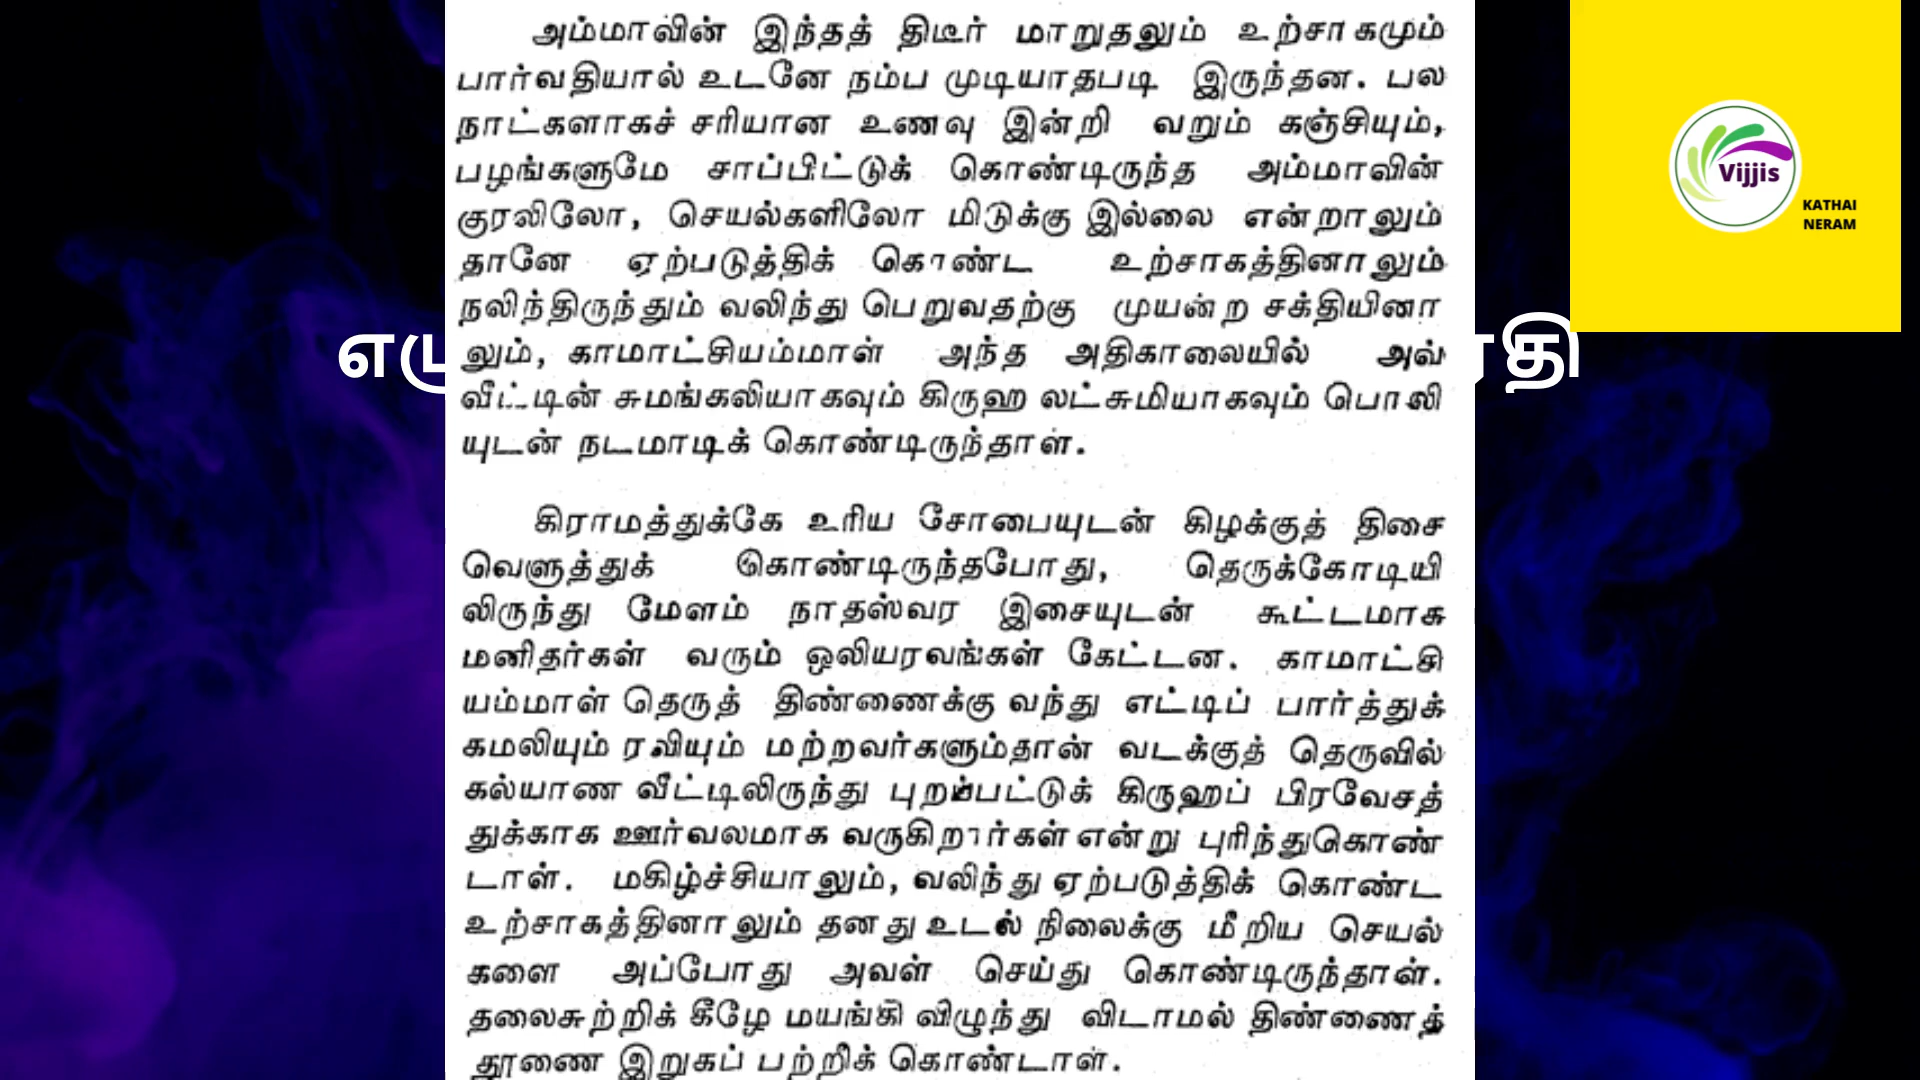 அம்மாவின் இந்தத் திடீர் மாறுதலும் உற்சாகமும்
பார்வதியால் உடனே நம்ப முடியாதபடி இருந்தன. பல
நாட்களாகச் சரியான உணவு இன்றி வறும் கஞ்சியும்,
பழங்களுமே சாப்பிட்டுக் கொண்டிருந்த அம்மாவின்
குரலிலோ, செயல்களிலோ மிடுக்கு இல்லை என்றாலும்
தானே ஏற்படுத்திக் கொண்ட உற்சாகத்தினாலும்
நலிந்திருந்தும் வலிந்து பெறுவதற்கு முயன்ற சக்தியினா
லும், காமாட்சியம்மாள் அந்த அதிகாலையில் அவ்
வீட்டின் சுமங்கலியாகவும் கிருஹ லட்சுமியாகவும் பொலி
யுடன் நடமாடிக் கொண்டிருந்தாள்.
கிராமத்துக்கே உரிய சோபையுடன் கிழக்குத் திசை
வெளுத்துக் கொண்டிருந்தபோது, தெருக்கோடியி
லிருந்து மேளம் நாதஸ்வர இசையுடன் கூட்டமாக
மனிதர்கள் வரும் ஒலியரவங்கள் கேட்டன. காமாட்சி
யம்மாள் தெருத் திண்ணைக்கு வந்து எட்டிப் பார்த்துக்
கமலியும் ரவியும் மற்றவர்களும்தான் வடக்குத் தெருவில்
கல்யாண வீட்டிலிருந்து புறம்பட்டுக் கிருஹப் பிரவேசத்
துக்காக ஊர்வலமாக வருகிறார்கள் என்று புரிந்துகொண்
டாள். மகிழ்ச்சியாலும், வலிந்து ஏற்படுத்திக் கொண்ட
உற்சாகத்தினாலும் தனது உடல் நிலைக்கு மீறிய செயல்
களை அப்போது அவள் செய்து கொண்டிருந்தாள்.
தலைசுற்றிக் கீழே மயங்கி விழுந்து விடாமல் திண்ணைத்
தூணை இறுகப் பற்றிக் கொண்டாள்.
Vijjis
KATHAI
NERAM